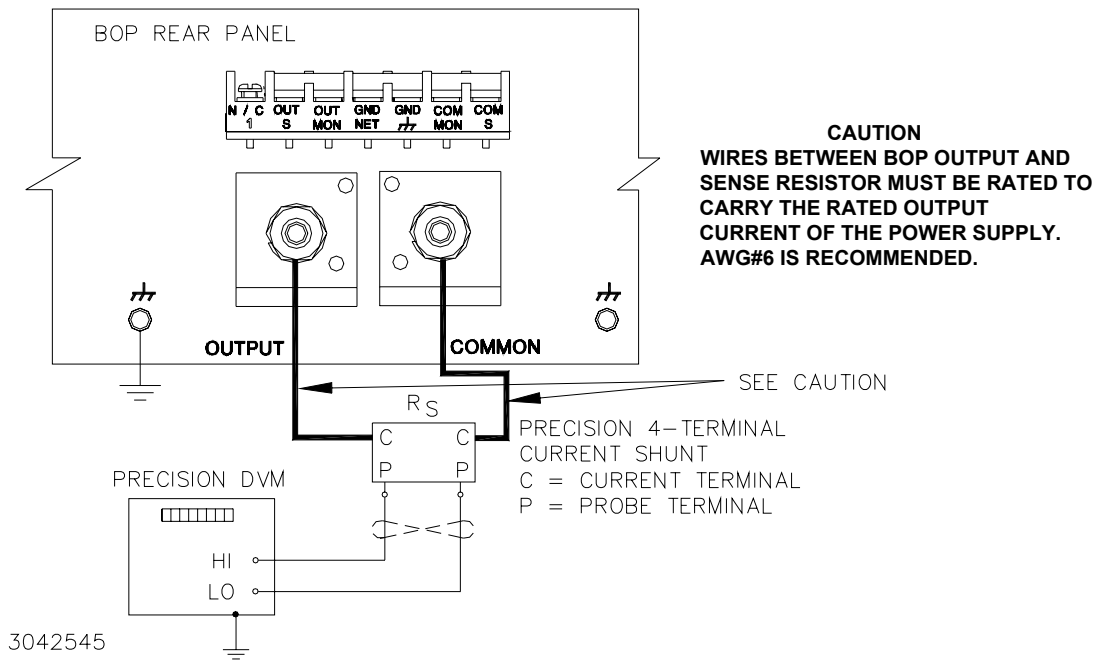 BOP REAR PANEL
N / C OUT OUT GND GND COM COM
1 S MON NET MON S
CAUTION
WIRES BETWEEN BOP OUTPUT AND
SENSE RESISTOR MUST BE RATED TO
CARRY THE RATED OUTPUT
CURRENT OF THE POWER SUPPLY.
AWG#6 IS RECOMMENDED.
OUTPUT
COMMON
SEE CAUTION
RS
C C
P P
PRECISION 4-TERMINAL
CURRENT SHUNT
C = CURRENT TERMINAL
P = PROBE TERMINAL
PRECISION DVM
HI
LO
3042545